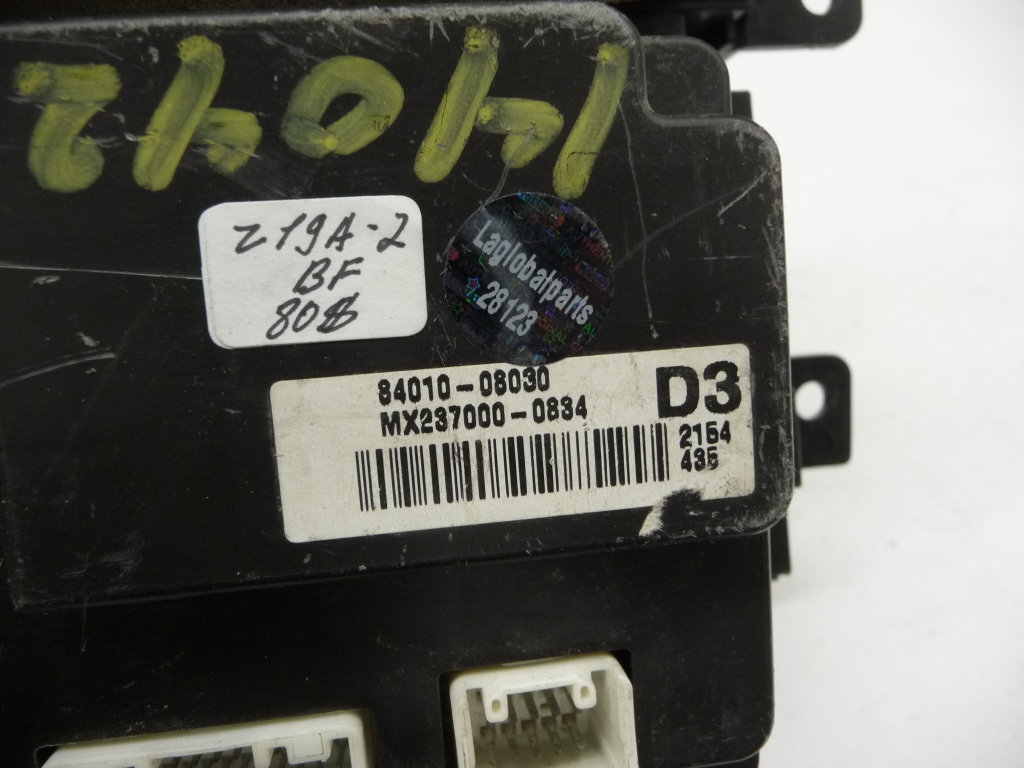 14042
Z19A-2
BF
80$
Laglobalparts
28123
84010-08030
MX237000-0834
D3
2154
435